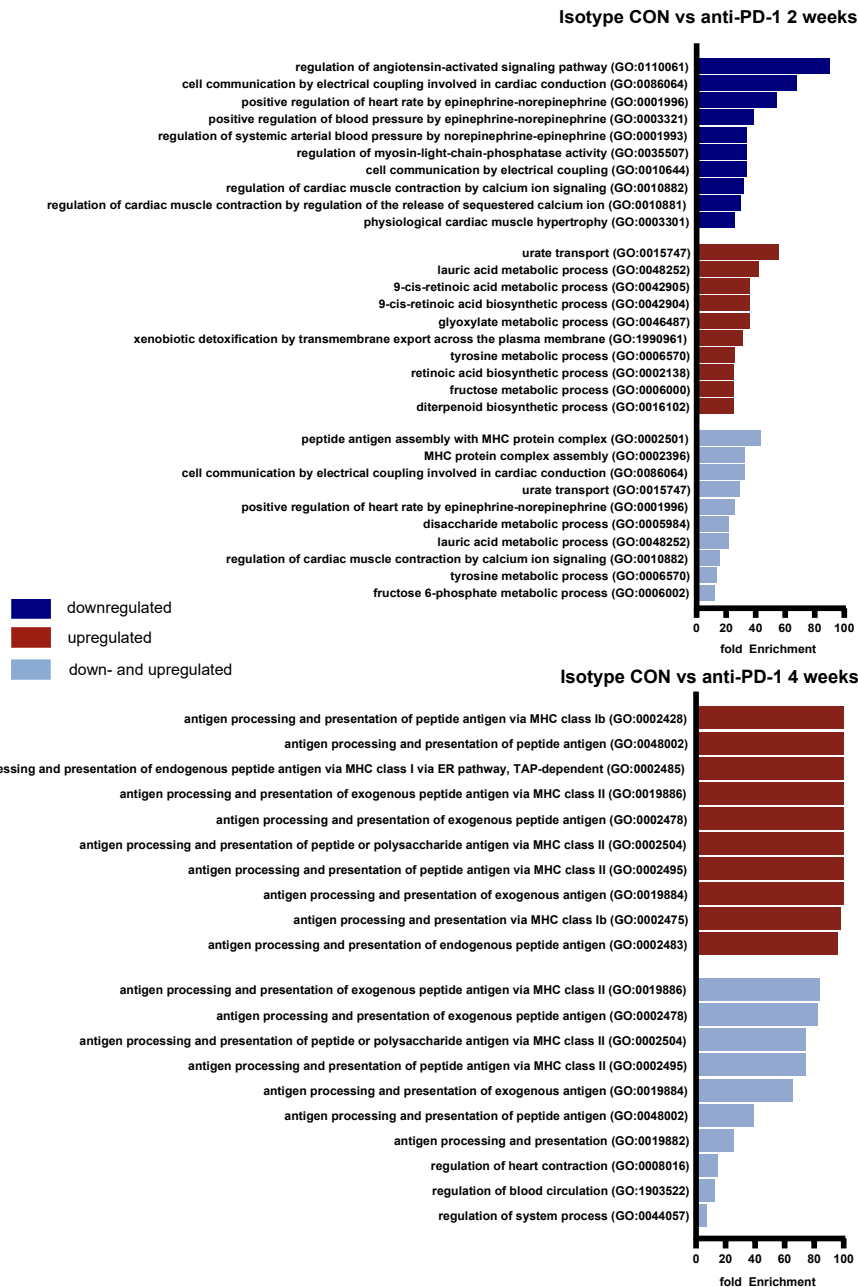 Isotype CON vs anti-PD-1 2 weeks
regulation of angiotensin-activated signaling pathway (GO:0110061)
cell communication by electrical coupling involved in cardiac conduction (GO:0086064)
positive regulation of heart rate by epinephrine-norepinephrine (GO:0001996)
positive regulation of blood pressure by epinephrine-norepinephrine (GO:0003321)
regulation of systemic arterial blood pressure by norepinephrine-epinephrine (GO:0001993)
regulation of myosin-light-chain-phosphatase activity (GO:0035507)
cell communication by electrical coupling (GO:0010644)
regulation of cardiac muscle contraction by calcium ion signaling (GO:0010882)
regulation of cardiac muscle contraction by regulation of the release of sequestered calcium ion (GO:0010881)
physiological cardiac muscle hypertrophy (GO:0003301)
urate transport (GO:0015747)
lauric acid metabolic process (GO:0048252)
9-cis-retinoic acid metabolic process (GO:0042905)
9-cis-retinoic acid biosynthetic process (GO:0042904)
glyoxylate metabolic process (GO:0046487)
xenobiotic detoxification by transmembrane export across the plasma membrane (GO:1990961)
tyrosine metabolic process (GO:0006570)
retinoic acid biosynthetic process (GO:0002138)
fructose metabolic process (GO:0006000)
diterpenoid biosynthetic process (GO:0016102)
peptide antigen assembly with MHC protein complex (GO:0002501)
MHC protein complex assembly (GO:0002396)
cell communication by electrical coupling involved in cardiac conduction (GO:0086064)
urate transport (GO:0015747)
positive regulation of heart rate by epinephrine-norepinephrine (GO:0001996)
disaccharide metabolic process (GO:0005984)
lauric acid metabolic process (GO:0048252)
regulation of cardiac muscle contraction by calcium ion signaling (GO:0010882)
tyrosine metabolic process (GO:0006570)
fructose 6-phosphate metabolic process (GO:0006002)
0 20 40 60 80 100
fold Enrichment
downregulated
upregulated
down- and upregulated
Isotype CON vs anti-PD-1 4 weeks
antigen processing and presentation of peptide antigen via MHC class Ib (GO:0002428)
antigen processing and presentation of peptide antigen (GO:0048002)
essing and presentation of endogenous peptide antigen via MHC class I via ER pathway, TAP-dependent (GO:0002485)
antigen processing and presentation of exogenous peptide antigen via MHC class II (GO:0019886)
antigen processing and presentation of exogenous peptide antigen (GO:0002478)
antigen processing and presentation of peptide or polysaccharide antigen via MHC class II (GO:0002504)
antigen processing and presentation of peptide antigen via MHC class II (GO:0002495)
antigen processing and presentation of exogenous antigen (GO:0019884)
antigen processing and presentation via MHC class Ib (GO:0002475)
antigen processing and presentation of endogenous peptide antigen (GO:0002483)
antigen processing and presentation of exogenous peptide antigen via MHC class II (GO:0019886)
antigen processing and presentation of exogenous peptide antigen (GO:0002478)
antigen processing and presentation of peptide or polysaccharide antigen via MHC class II (GO:0002504)
antigen processing and presentation of peptide antigen via MHC class II (GO:0002495)
antigen processing and presentation of exogenous antigen (GO:0019884)
antigen processing and presentation of peptide antigen (GO:0048002)
antigen processing and presentation (GO:0019882)
regulation of heart contraction (GO:0008016)
regulation of blood circulation (GO:1903522)
regulation of system process (GO:0044057)
0 20 40 60 80 100
fold Enrichment